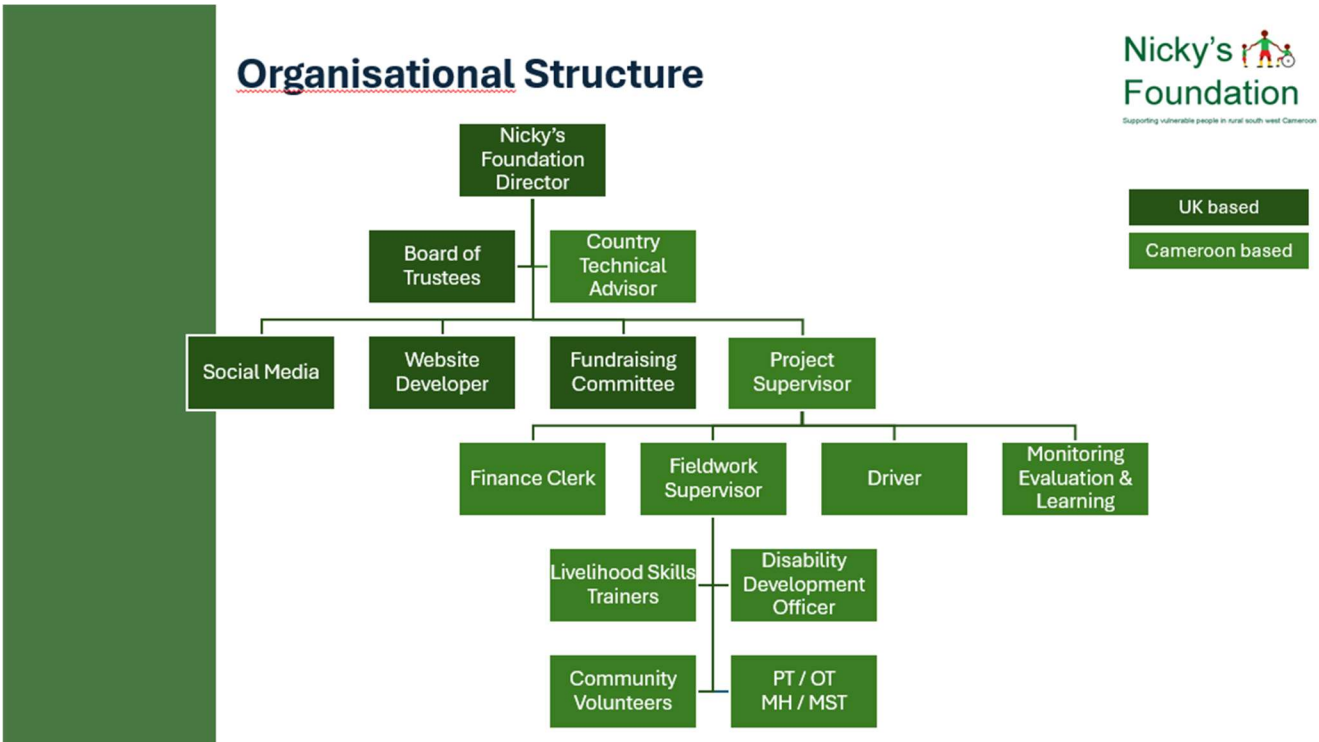 Organisational Structure
Nicky's
Foundation
Supporting vulnerable people in rural south west Cameroon
UK based
Cameroon based
Nicky's
Foundation
Director
Board of
Trustees
Country
Technical
Advisor
Social Media
Website
Developer
Fundraising
Committee
Project
Supervisor
Finance Clerk
Fieldwork
Supervisor
Driver
Monitoring
Evaluation &
Learning
Livelihood Skills
Trainers
Disability
Development
Officer
Community
Volunteers
PT / OT
MH / MST